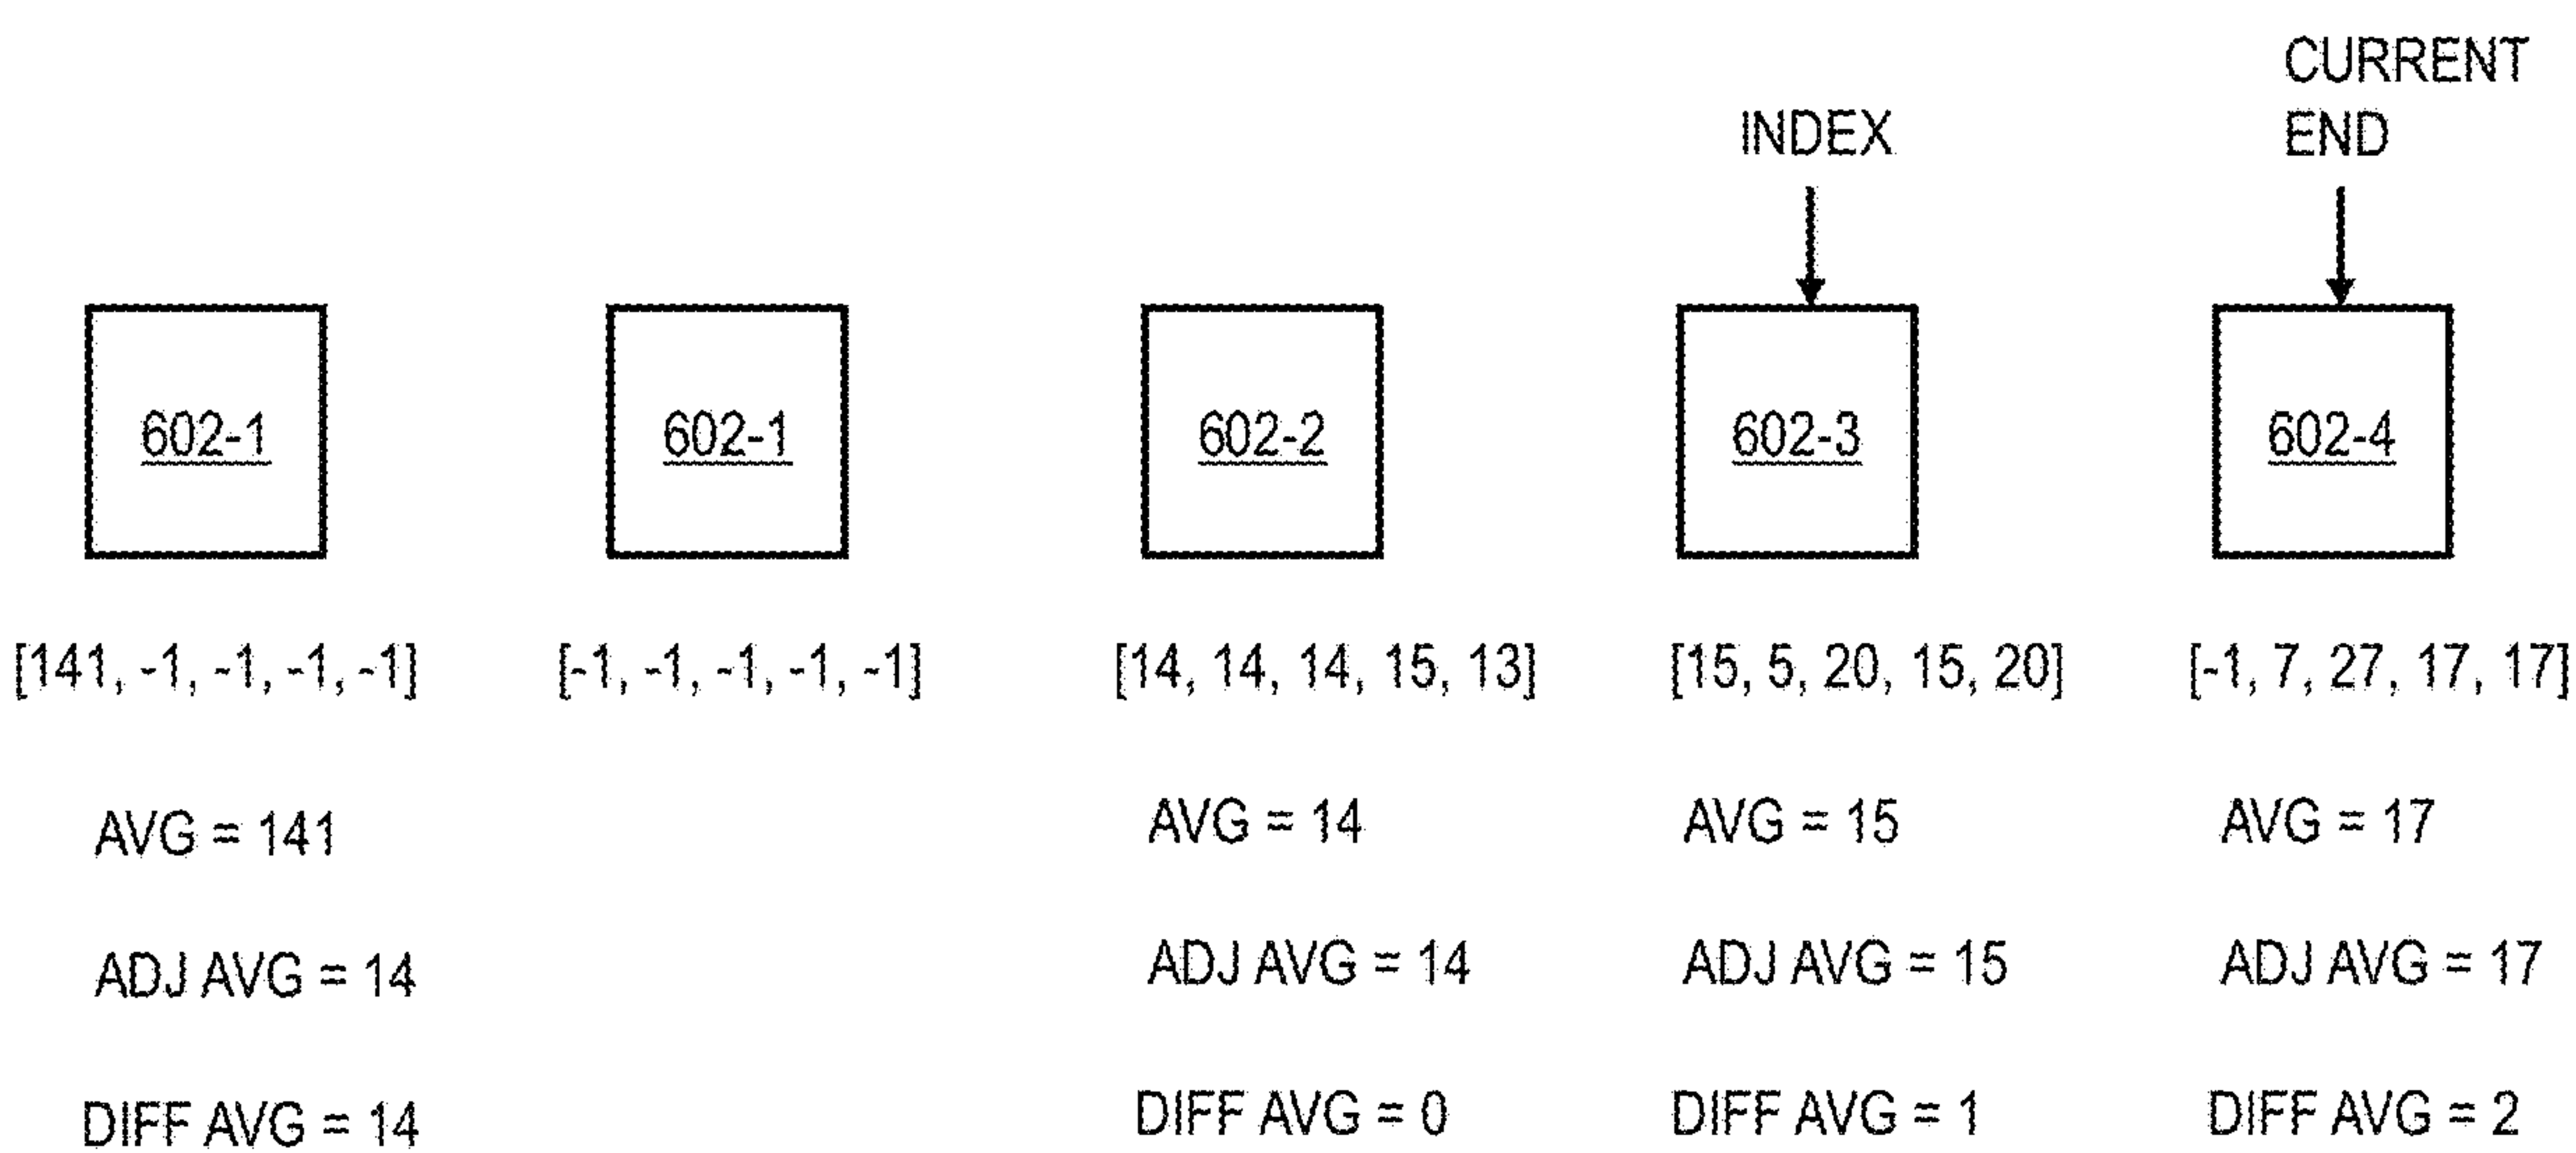 CURRENT
END
INDEX
602-1
602-1
602-2
602-3
602-4
[141, -1, -1, -1, -1]
[-1, -1, -1, -1, -1]
[14, 14, 14, 15, 13]
[15, 5, 20, 15, 20]
[-1, 7, 27, 17, 17]
AVG = 141
AVG = 14
AVG = 15
AVG = 17
ADJ AVG = 14
ADJ AVG = 14
ADJ AVG = 15
ADJ AVG = 17
DIFF AVG = 14
DIFF AVG = 0
DIFF AVG = 1
DIFF AVG = 2